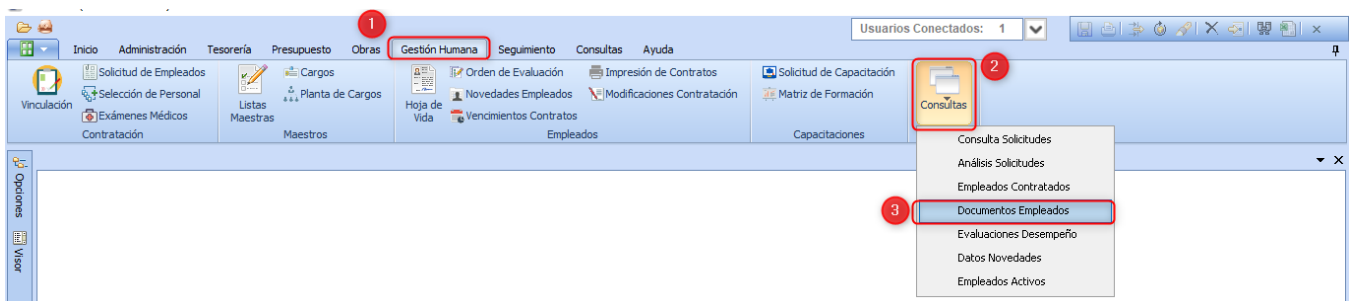 1
Usuarios Conectados: 1
Inicio Administración Tesorería Presupuesto Obras Gestión Humana Seguimiento Consultas Ayuda
2
Vinculación
Solicitud de Empleados
Selección de Personal
Exámenes Médicos
Contratación
Listas Maestras
Cargos
Planta de Cargos
Maestros
Hoja de Vida
Orden de Evaluación
Novedades Empleados
Vencimientos Contratos
Impresión de Contratos
Modificaciones Contratación
Empleados
Solicitud de Capacitación
Matriz de Formación
Capacitaciones
Consultas
Consulta Solicitudes
Análisis Solicitudes
Empleados Contratados
3
Documentos Empleados
Evaluaciones Desempeño
Datos Novedades
Empleados Activos
Opciones
Visor